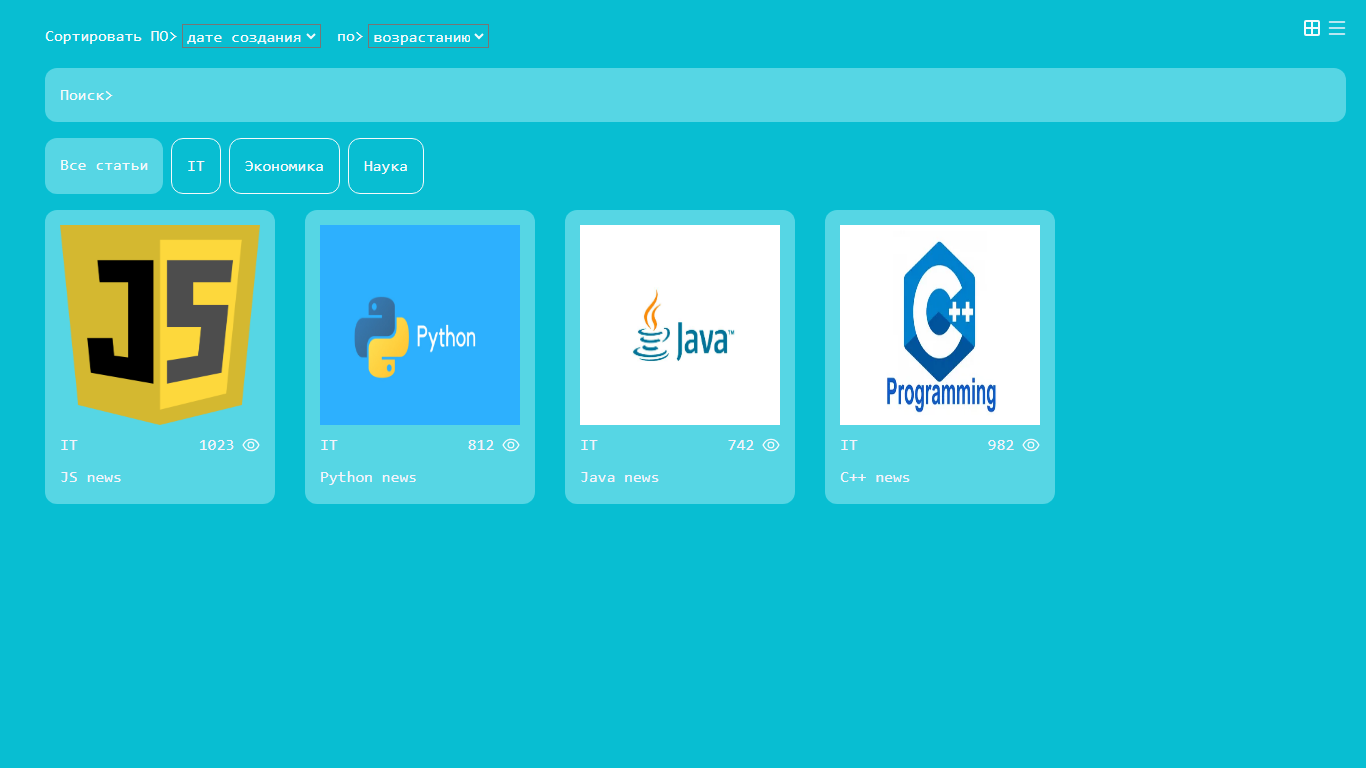 Сортировать ПО> дате создания по> возрастанию
Поиск>
Все статьи IT Экономика Наука
JS
Python
Java™
C++
Programming
IT 1023 IT 812 IT 742 IT 982
JS news Python news Java news C++ news